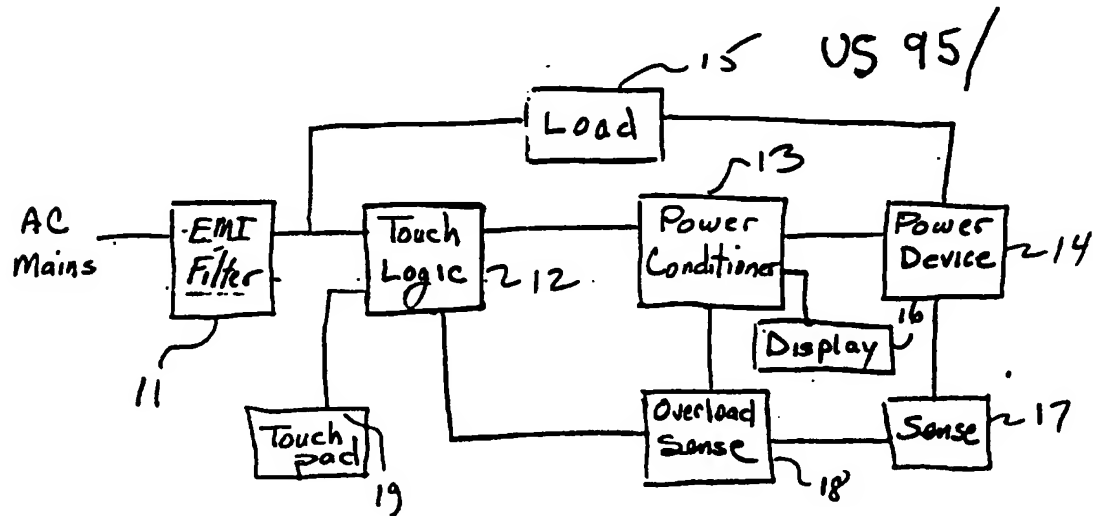 US 95/
15
Load
13
AC
Mains
EMI
Filter
Touch
Logic
12
Power
Conditioner
Power
Device
14
16
Display
11
Touch
pad
19
Overload
Sense
18
Sense
17